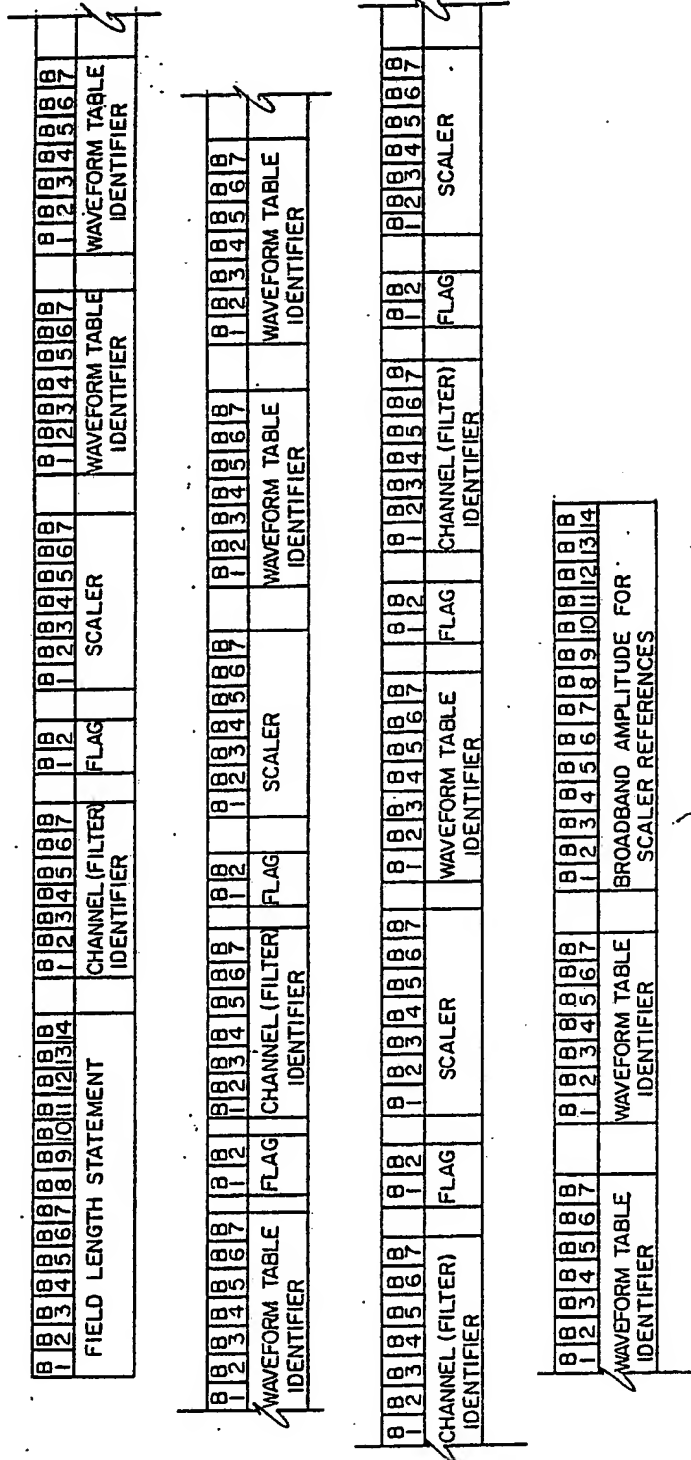 B B B B B B B B B B B B B B B B B B B B B B B B B B B B B B B B B B B B B B B B B B B B
1 2 3 4 5 6 7 8 9 10 11 12 13 14 1 2 3 4 5 6 7 1 2 1 2 3 4 5 6 7 1 2 3 4 5 6 7 1 2 3 4 5 6 7
FIELD LENGTH STATEMENT CHANNEL (FILTER) FLAG SCALER WAVEFORM TABLE WAVEFORM TABLE
IDENTIFIER IDENTIFIER IDENTIFIER
B B B B B B B B B B B B B B B B B B B B B B B B B B B B B B B B B B B B B B B
1 2 3 4 5 6 7 1 2 1 2 3 4 5 6 7 1 2 1 2 3 4 5 6 7 1 2 3 4 5 6 7 1 2 3 4 5 6 7
WAVEFORM TABLE FLAG CHANNEL (FILTER) FLAG SCALER WAVEFORM TABLE WAVEFORM TABLE
IDENTIFIER IDENTIFIER IDENTIFIER IDENTIFIER
B B B B B B B B B B B B B B B B B B B B B B B B B B B B B B B B B B B B B B B B B
1 2 3 4 5 6 7 1 2 1 2 3 4 5 6 7 1 2 3 4 5 6 7 1 2 1 2 3 4 5 6 7 1 2 1 2 3 4 5 6 7
CHANNEL (FILTER) FLAG SCALER WAVEFORM TABLE FLAG CHANNEL (FILTER) FLAG SCALER
IDENTIFIER IDENTIFIER IDENTIFIER
B B B B B B B B B B B B B B B B B B B B B B B B B B B B
1 2 3 4 5 6 7 1 2 3 4 5 6 7 1 2 3 4 5 6 7 8 9 10 11 12 13 14
WAVEFORM TABLE WAVEFORM TABLE BROADBAND AMPLITUDE FOR
IDENTIFIER IDENTIFIER SCALER REFERENCES